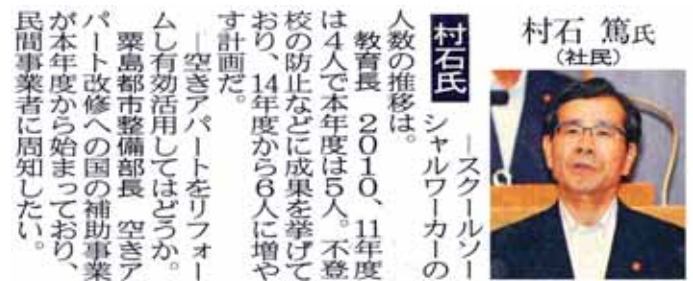 村石 篤氏
(社民)
村石氏
―スクールソー
シャルワーカーの
人数の推移は。
教育長 2010、11年度
は4人で本年度は5人。不登
校の防止などに成果を挙げて
おり、14年度から6人に増や
す計画だ。
―空きアパートをリフォー
ムし有効活用してはどうか。
粟島都市整備部長 空きア
パート改修への国の補助事業
が本年度から始まっており、
民間事業者に周知したい。